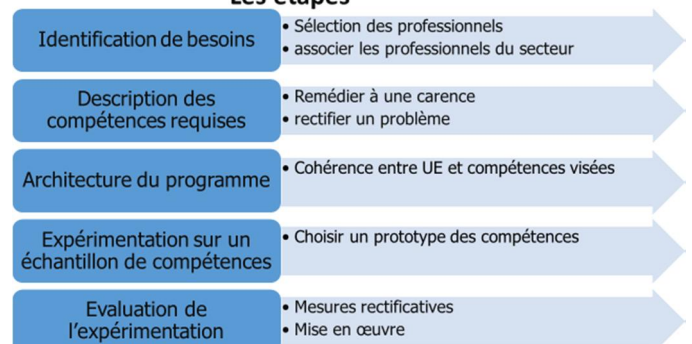 Les étapes
Identification de besoins
• Sélection des professionnels
• associer les professionnels du secteur
Description des
compétences requises
• Remédier à une carence
• rectifier un problème
Architecture du programme
• Cohérence entre UE et compétences visées
Expérimentation sur un
échantillon de compétences
• Choisir un prototype des compétences
Evaluation de
l'expérimentation
• Mesures rectificatives
• Mise en œuvre